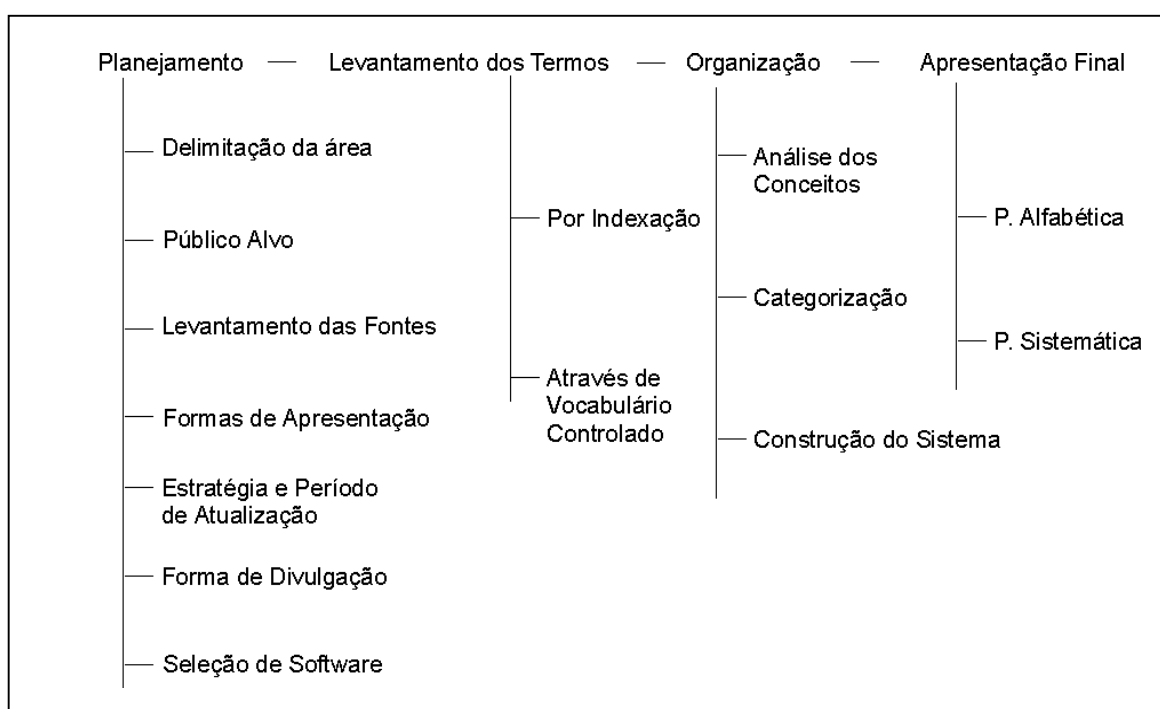 Planejamento — Levantamento dos Termos — Organização — Apresentação Final
Delimitação da área
Público Alvo
Levantamento das Fontes
Formas de Apresentação
Estratégia e Período
de Atualização
Forma de Divulgação
Seleção de Software
Por Indexação
Através de
Vocabulário
Controlado
Análise dos
Conceitos
Categorização
Construção do Sistema
P. Alfabética
P. Sistemática